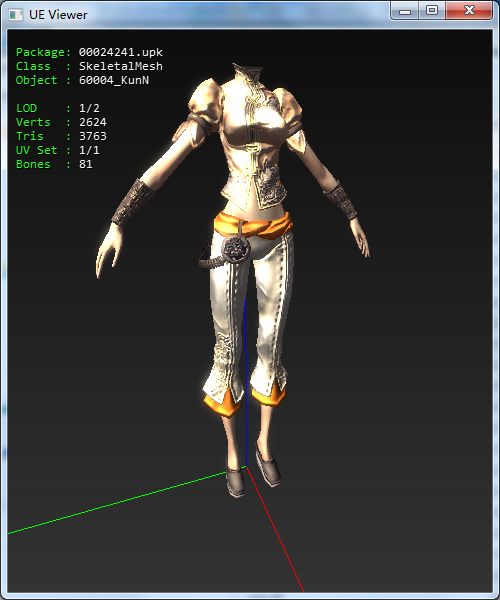 UE Viewer
Package: 00024241.upk
Class : SkeletalMesh
Object : 60004_KunN
LOD : 1/2
Verts : 2624
Tris : 3763
UV Set : 1/1
Bones : 81